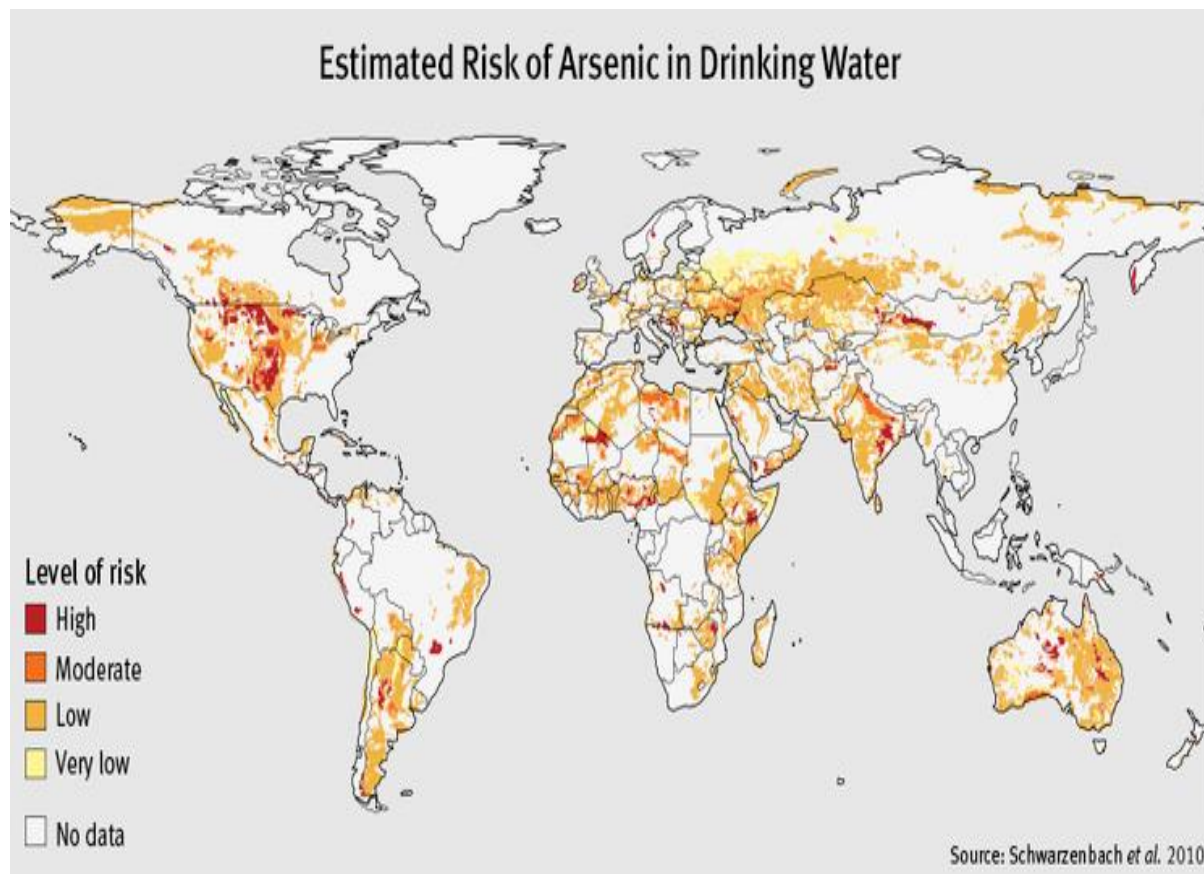 Estimated Risk of Arsenic in Drinking Water
Level of risk
High
Moderate
Low
Very low
No data
Source: Schwarzenbach et al. 2010